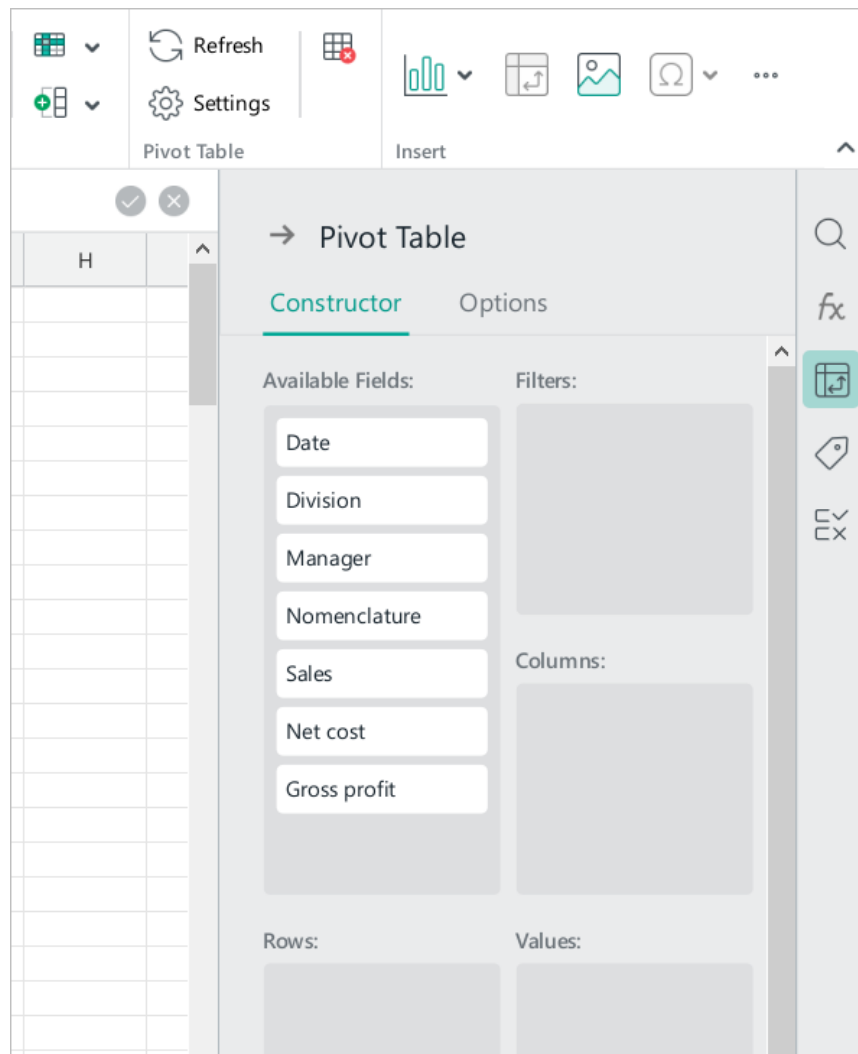 Refresh
Settings
Pivot Table
Insert
H
Pivot Table
Constructor
Options
Available Fields:
Date
Division
Manager
Nomenclature
Sales
Net cost
Gross profit
Filters:
Columns:
Rows:
Values:
fx